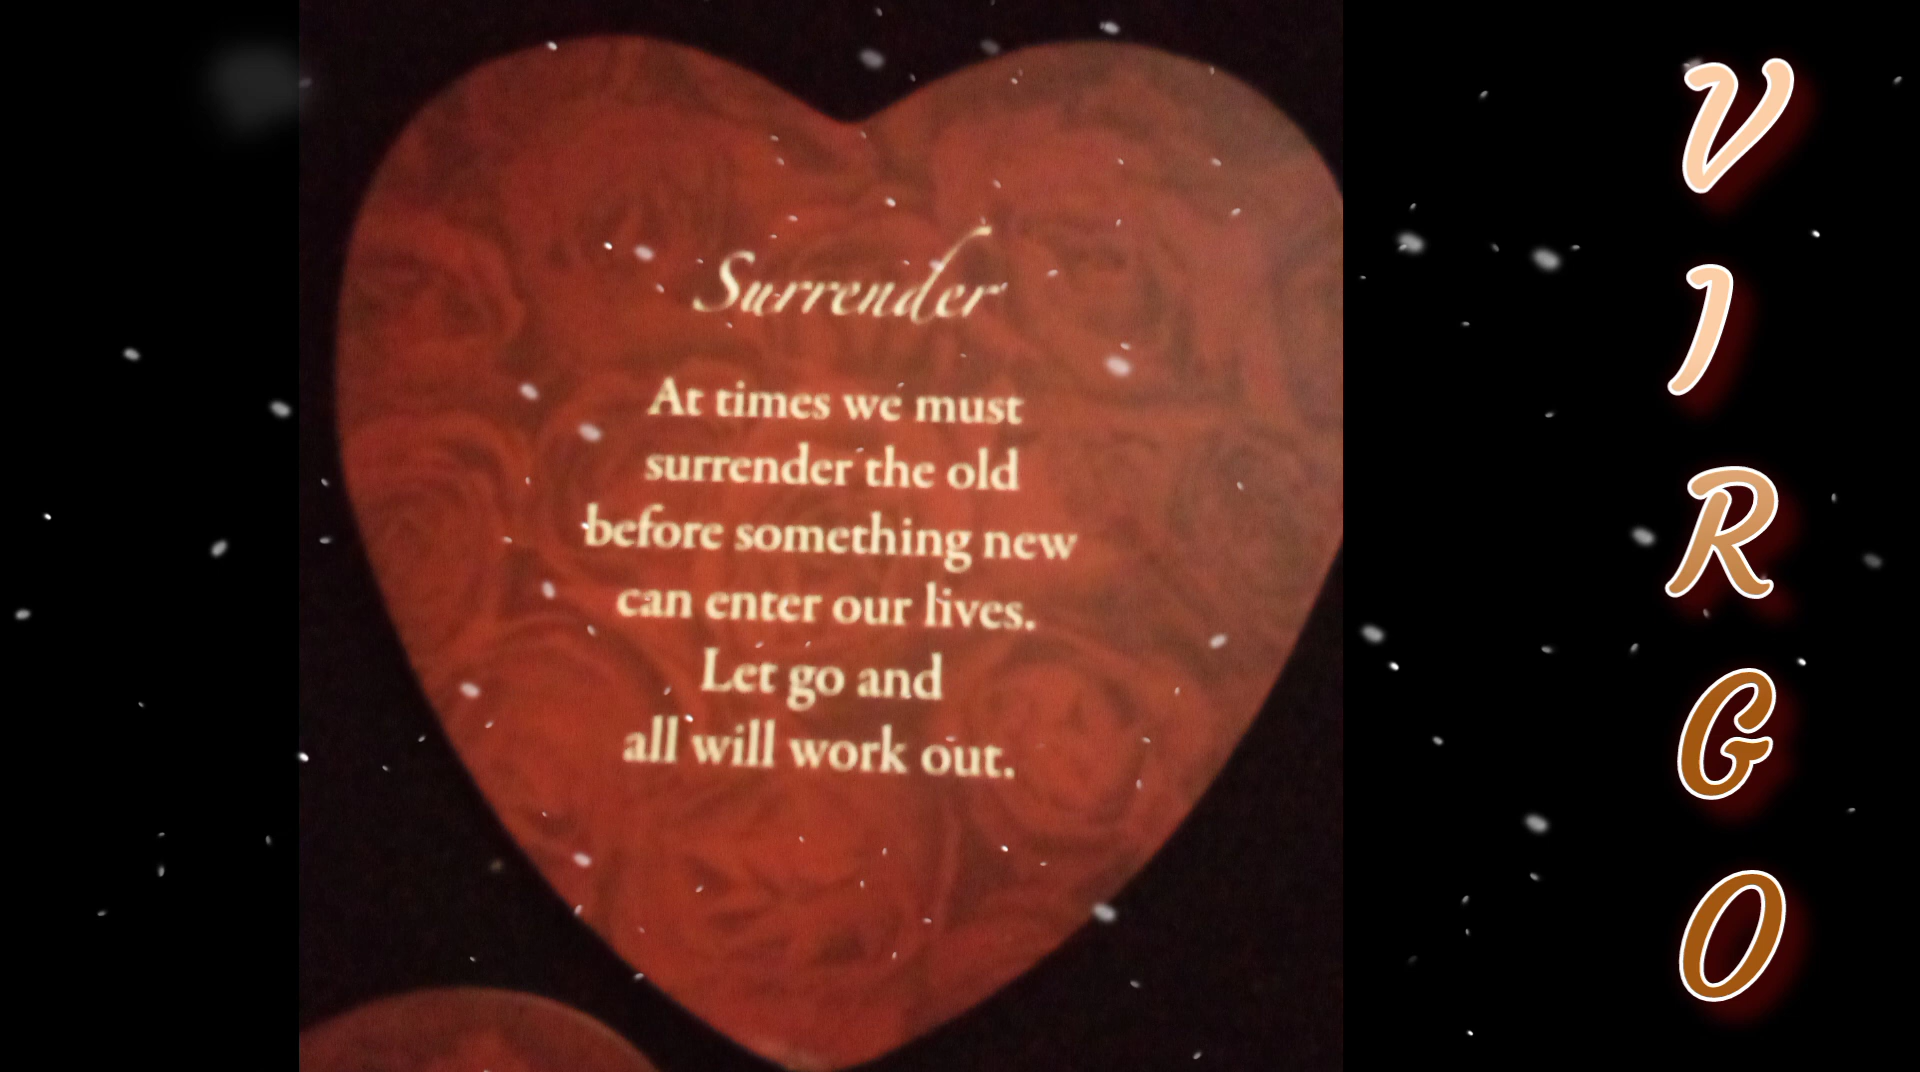 Surrender
At times we must
surrender the old
before something new
can enter our lives.
Let go and
all will work out.
VIRGO